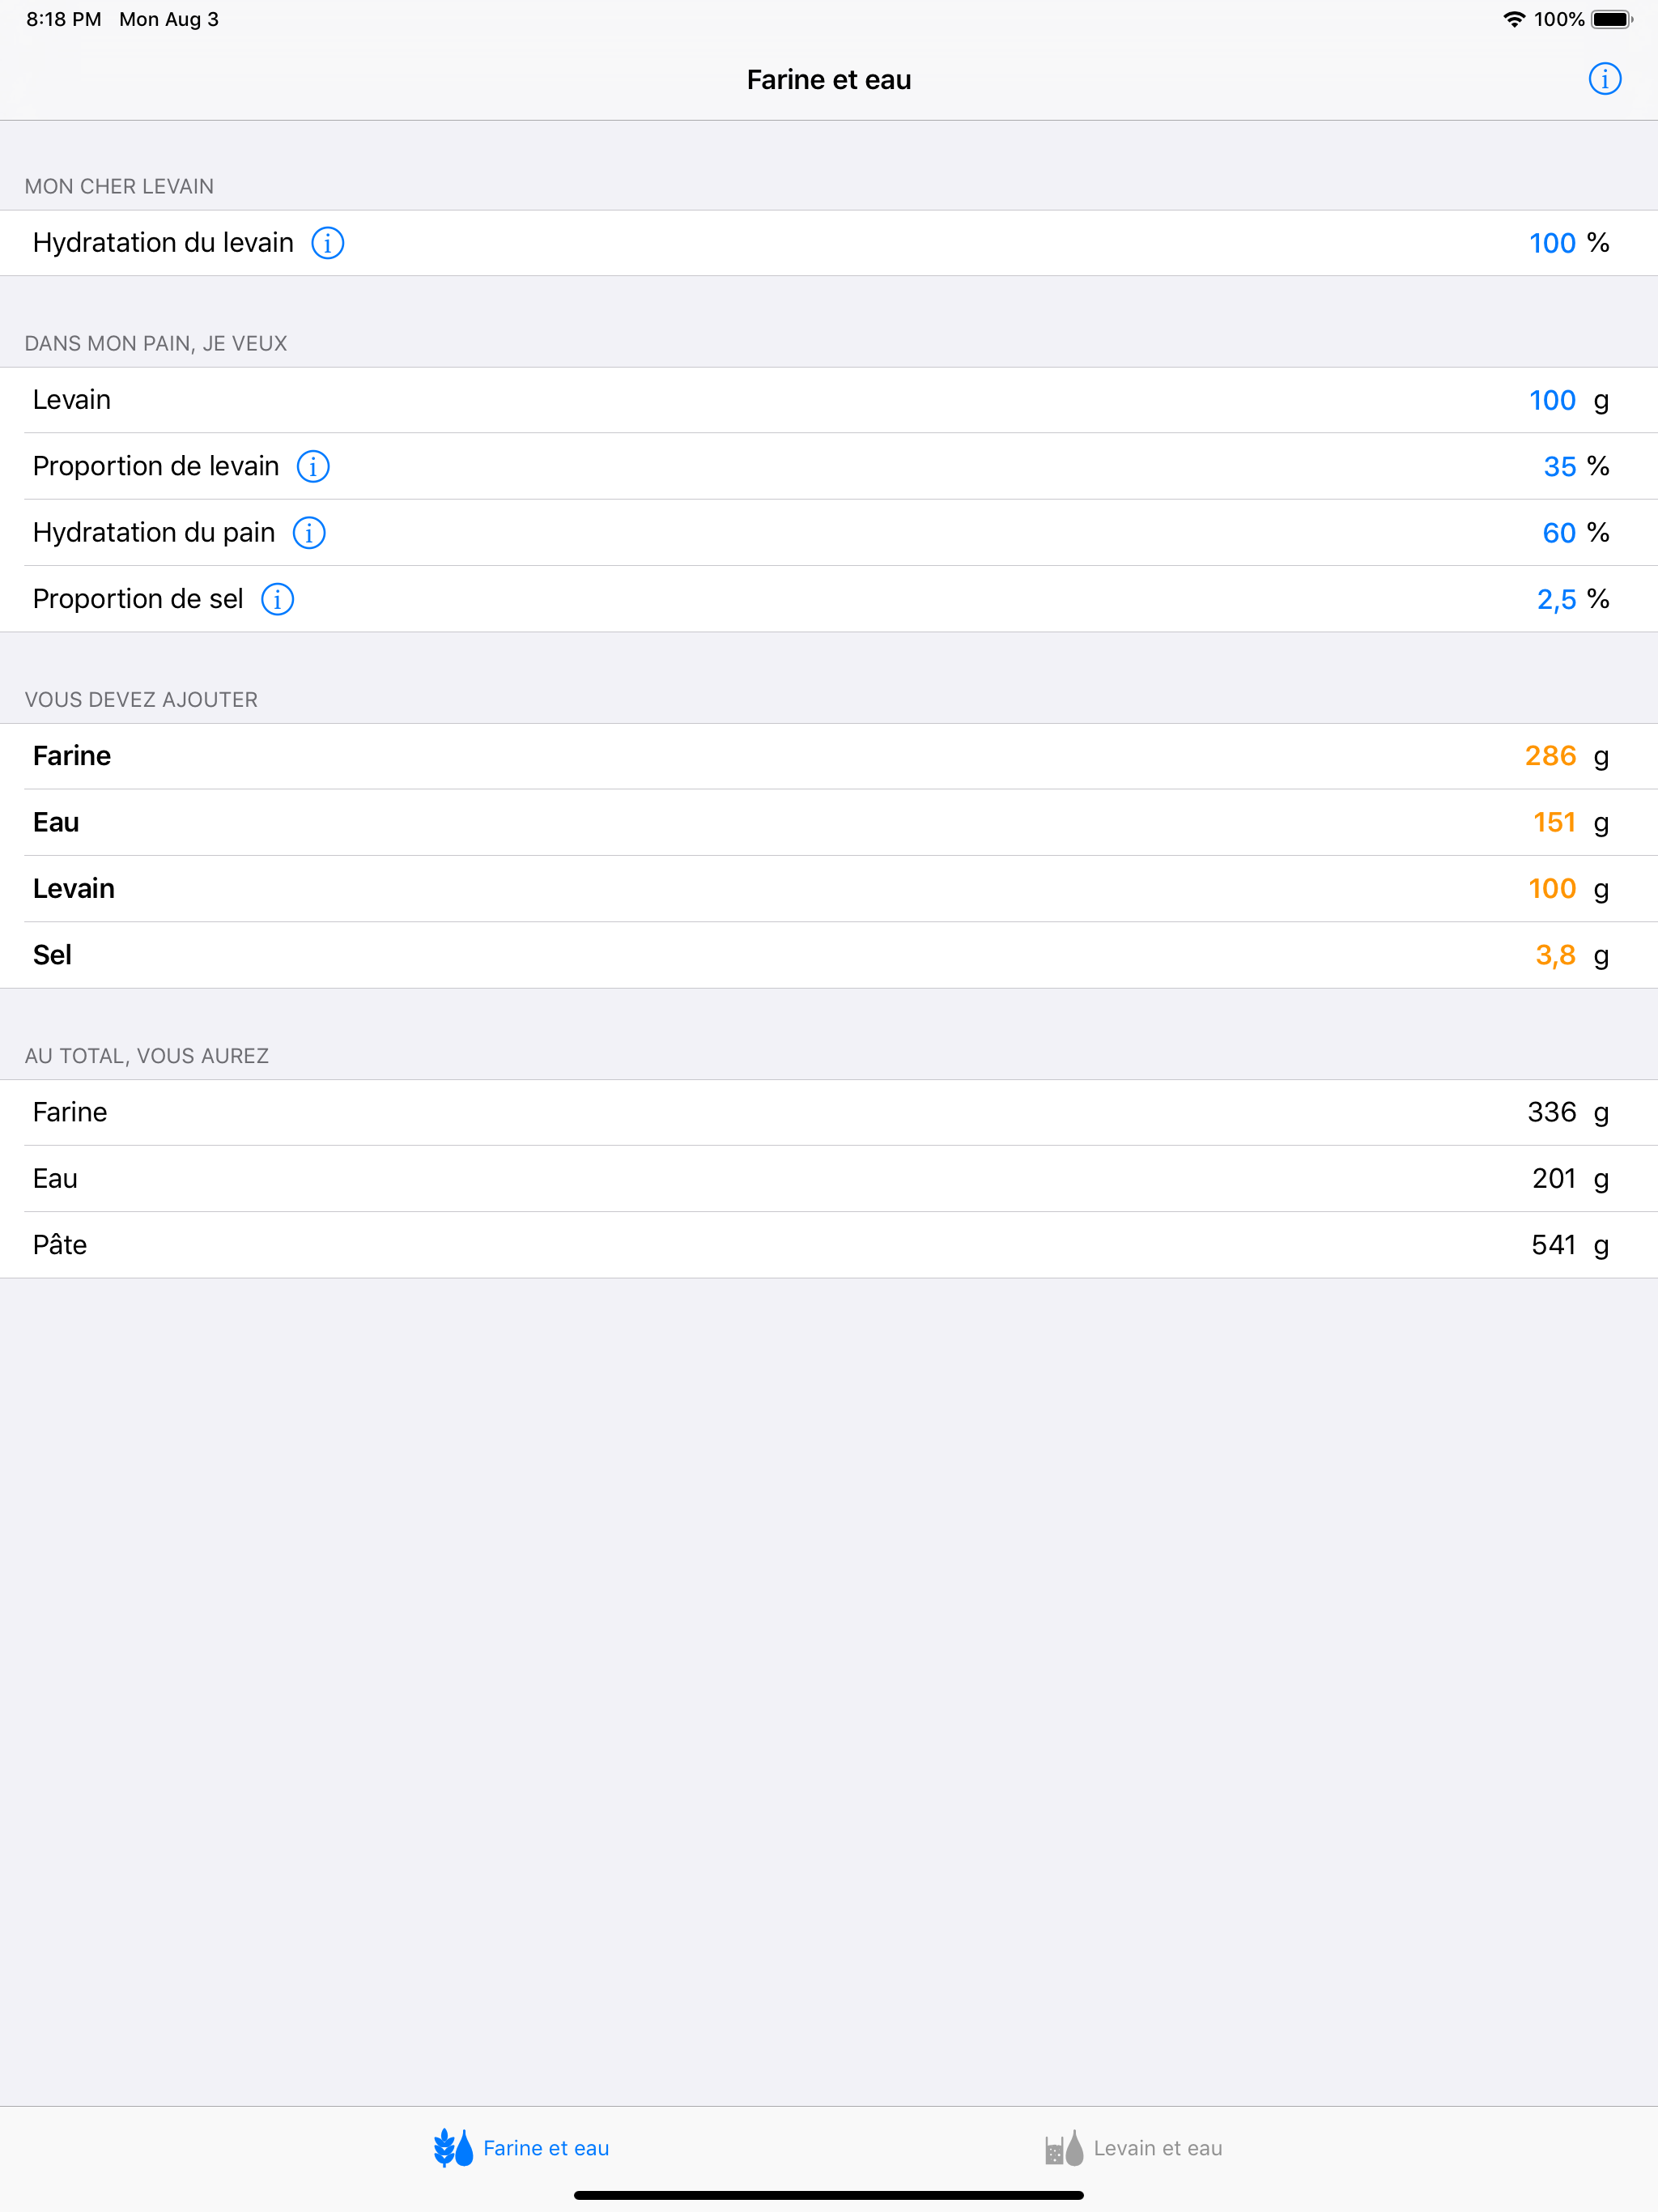 8:18 PM Mon Aug 3 100%
Farine et eau
MON CHER LEVAIN
Hydratation du levain 100 %
DANS MON PAIN, JE VEUX
Levain 100 g
Proportion de levain 35 %
Hydratation du pain 60 %
Proportion de sel 2,5 %
VOUS DEVEZ AJOUTER
Farine 286 g
Eau 151 g
Levain 100 g
Sel 3,8 g
AU TOTAL, VOUS AUREZ
Farine 336 g
Eau 201 g
Pâte 541 g
Farine et eau Levain et eau